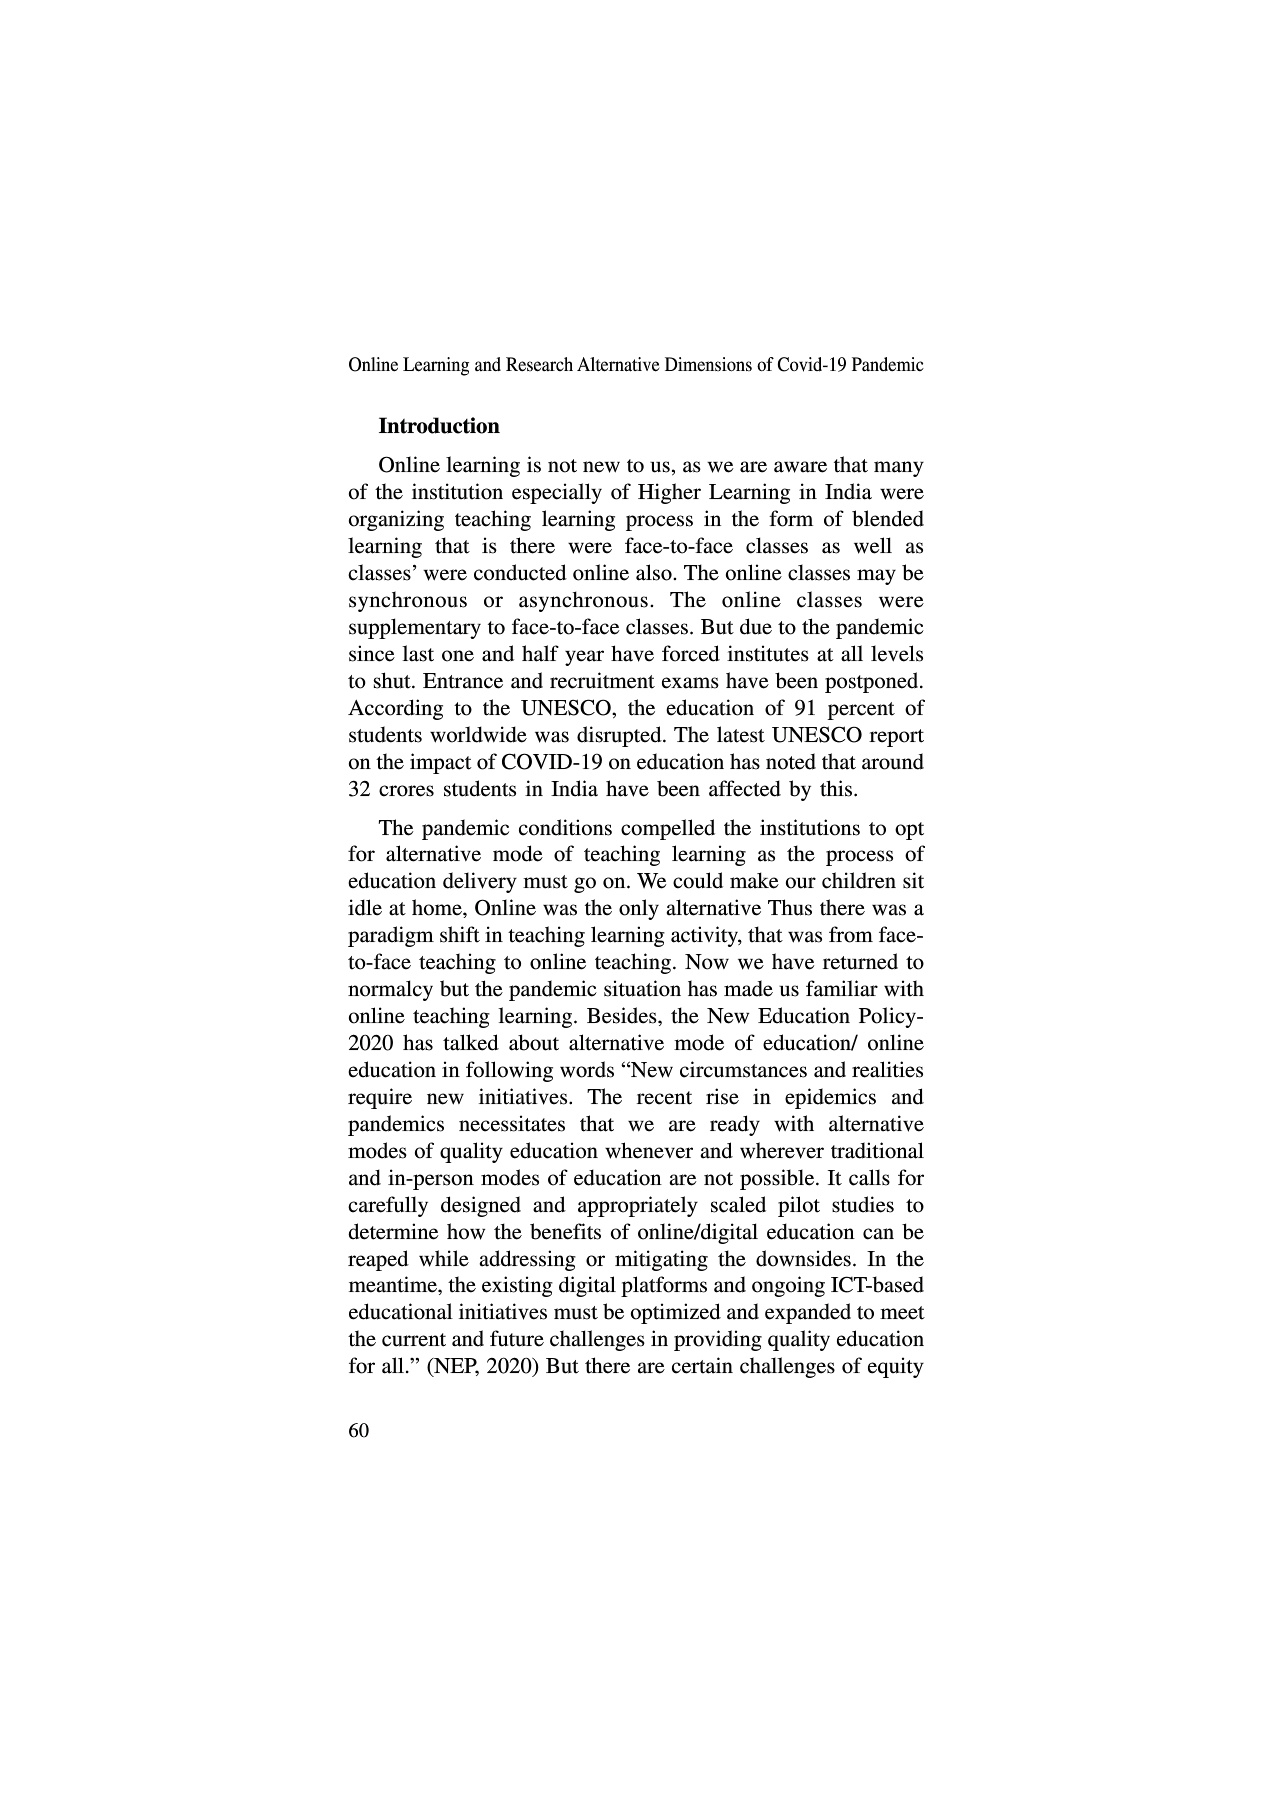 Online Learning and Research Alternative Dimensions of Covid-19 Pandemic
Introduction
Online learning is not new to us, as we are aware that many
of the institution especially of Higher Learning in India were
organizing teaching learning process in the form of blended
learning that is there were face-to-face classes as well as
classes’ were conducted online also. The online classes may be
synchronous or asynchronous. The online classes were
supplementary to face-to-face classes. But due to the pandemic
since last one and half year have forced institutes at all levels
to shut. Entrance and recruitment exams have been postponed.
According to the UNESCO, the education of 91 percent of
students worldwide was disrupted. The latest UNESCO report
on the impact of COVID-19 on education has noted that around
32 crores students in India have been affected by this.
The pandemic conditions compelled the institutions to opt
for alternative mode of teaching learning as the process of
education delivery must go on. We could make our children sit
idle at home, Online was the only alternative Thus there was a
paradigm shift in teaching learning activity, that was from face-
to-face teaching to online teaching. Now we have returned to
normalcy but the pandemic situation has made us familiar with
online teaching learning. Besides, the New Education Policy-
2020 has talked about alternative mode of education/ online
education in following words “New circumstances and realities
require new initiatives. The recent rise in epidemics and
pandemics necessitates that we are ready with alternative
modes of quality education whenever and wherever traditional
and in-person modes of education are not possible. It calls for
carefully designed and appropriately scaled pilot studies to
determine how the benefits of online/digital education can be
reaped while addressing or mitigating the downsides. In the
meantime, the existing digital platforms and ongoing ICT-based
educational initiatives must be optimized and expanded to meet
the current and future challenges in providing quality education
for all.” (NEP, 2020) But there are certain challenges of equity
60